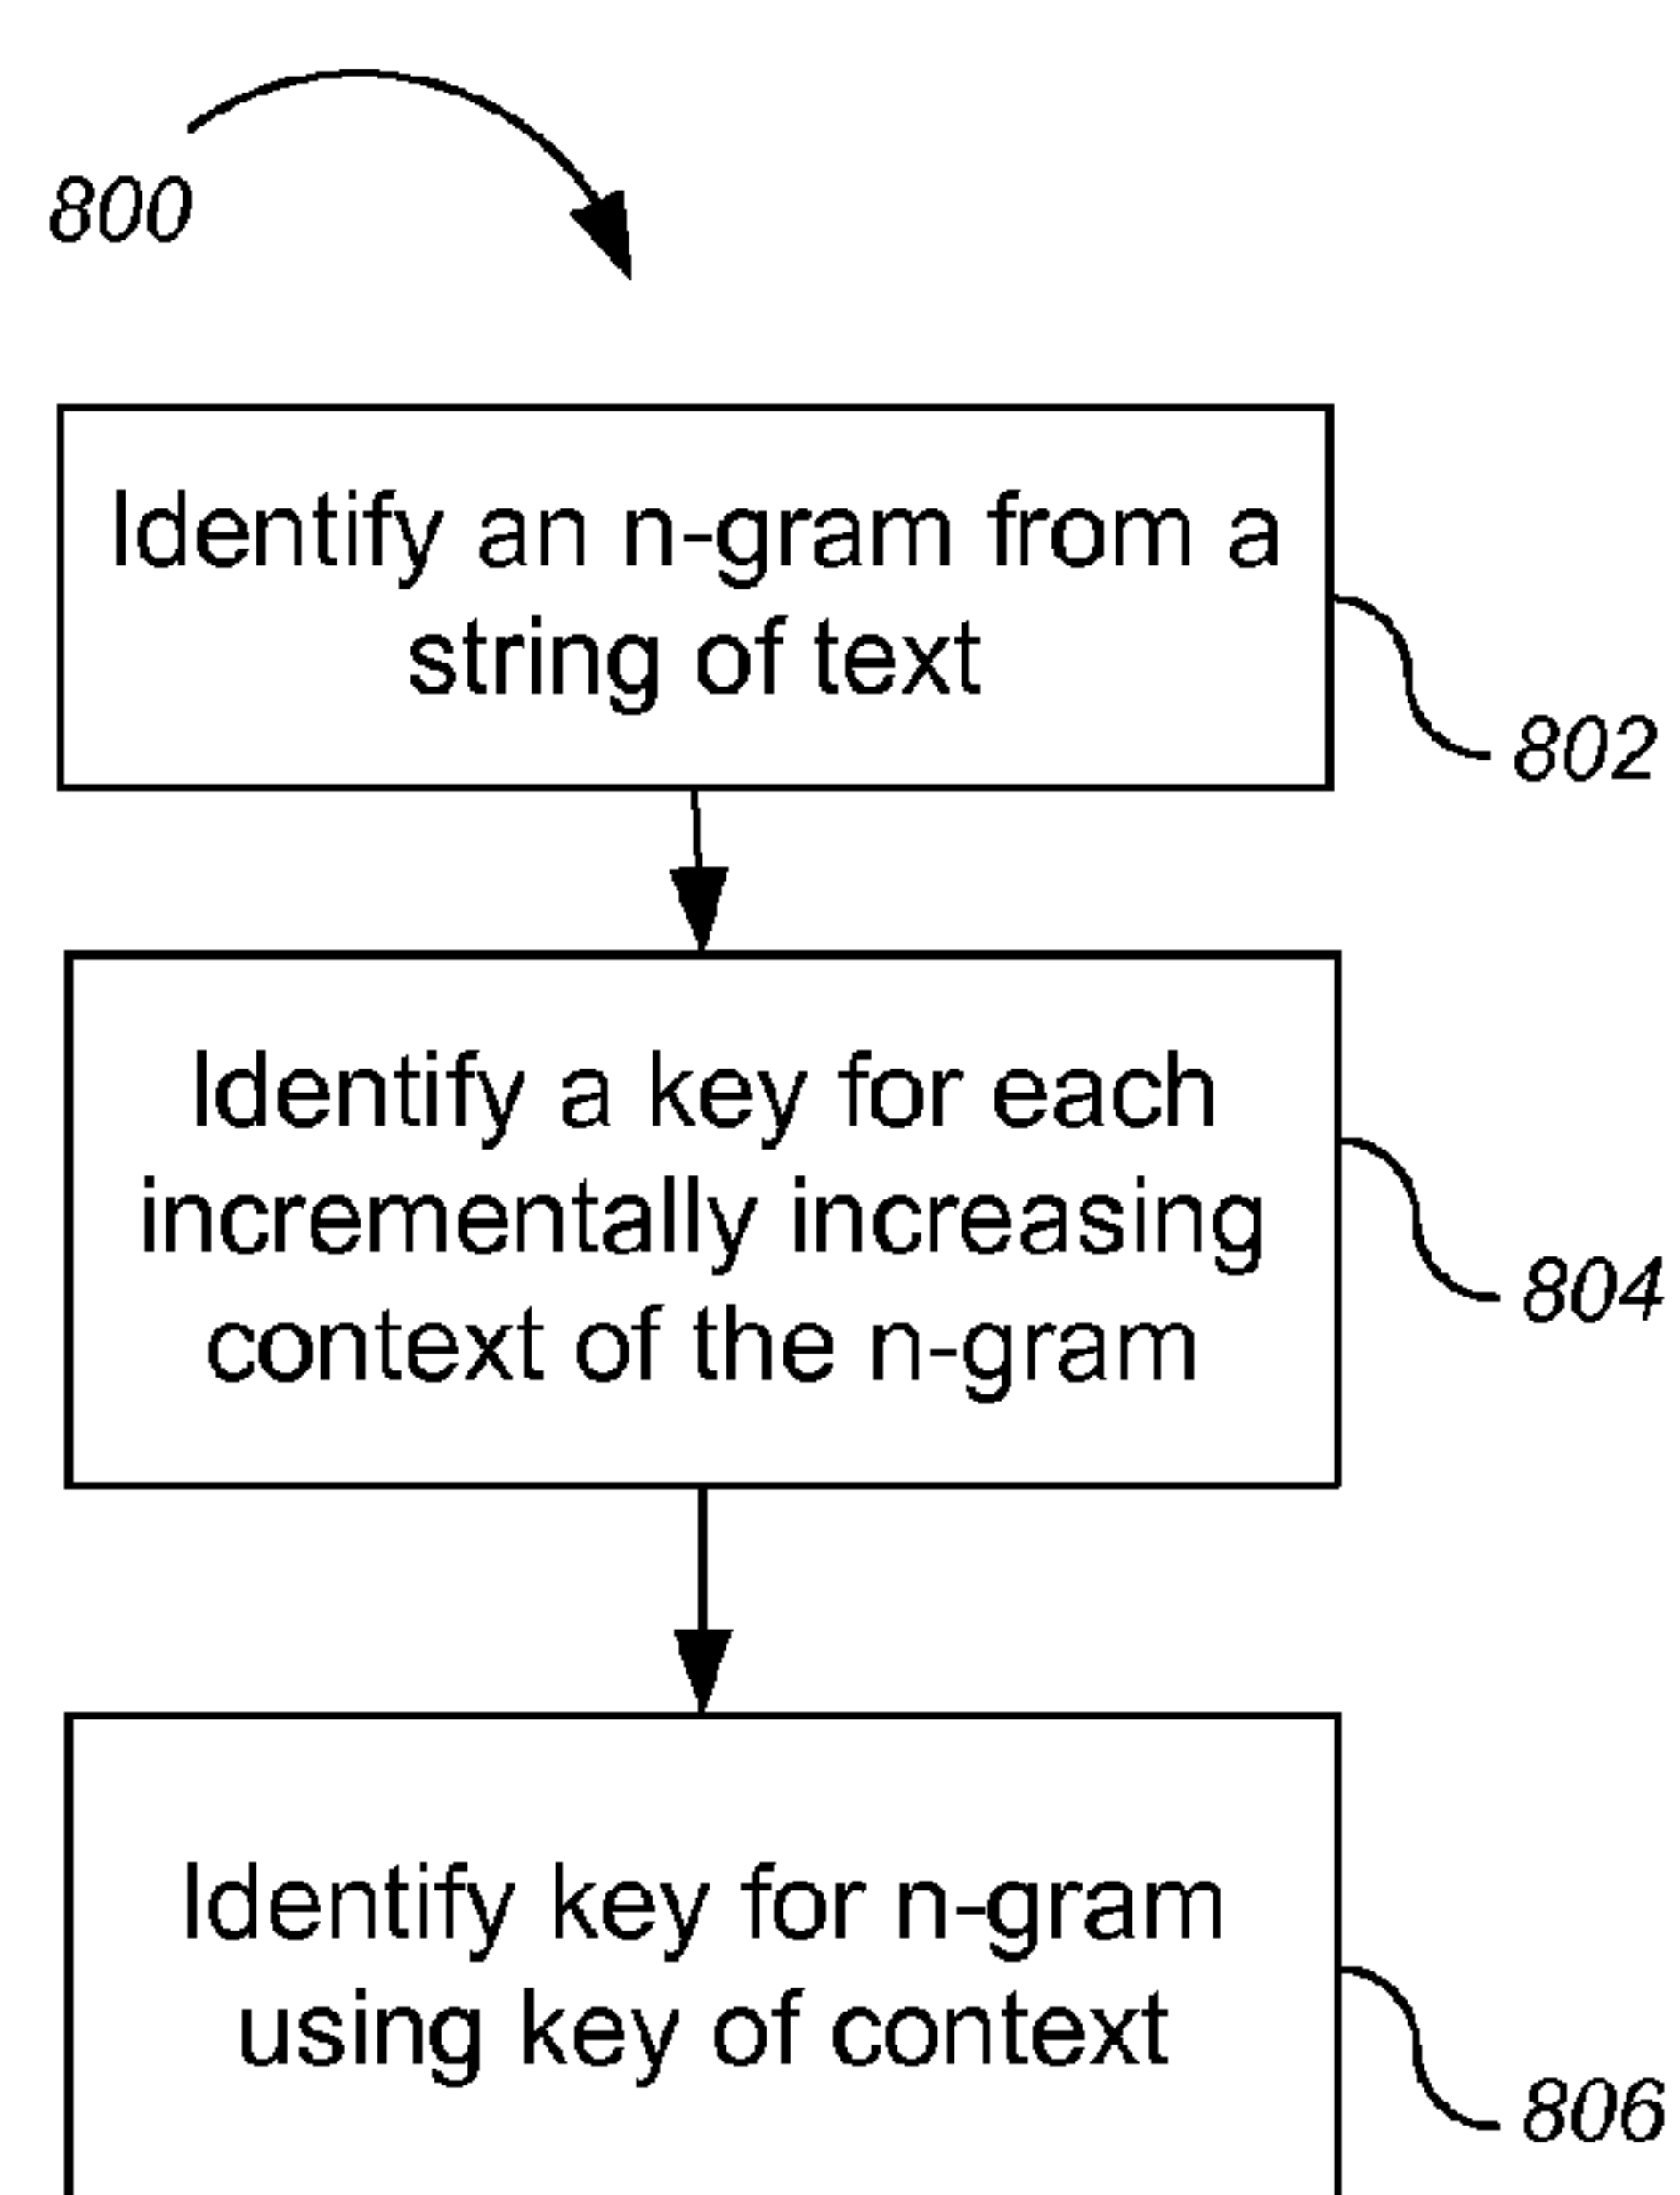 800
Identify an n-gram from a
string of text
802
Identify a key for each
incrementally increasing
context of the n-gram
804
Identify key for n-gram
using key of context
806